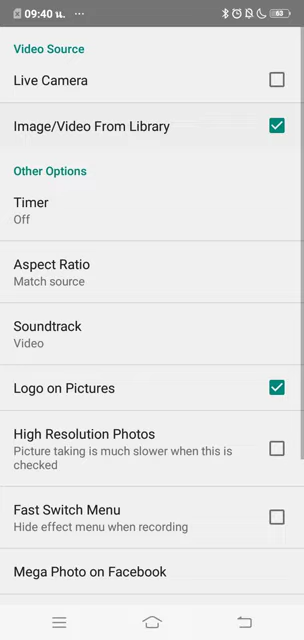 09:40 น. ...
63
Video Source
Live Camera
Image/Video From Library
Other Options
Timer
Off
Aspect Ratio
Match source
Soundtrack
Video
Logo on Pictures
High Resolution Photos
Picture taking is much slower when this is
checked
Fast Switch Menu
Hide effect menu when recording
Mega Photo on Facebook